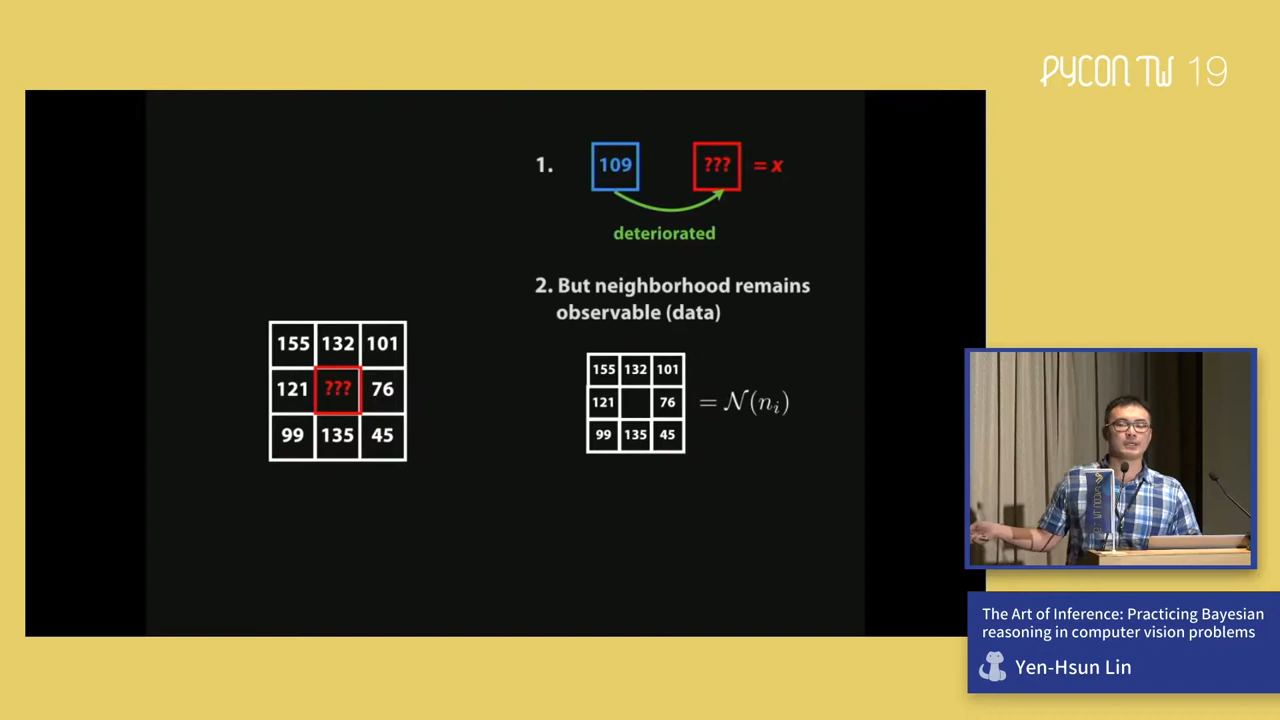 PYCON TW 19
1. 109 ??? = x
deteriorated
2. But neighborhood remains
observable (data)
155 132 101
121 ??? 76
99 135 45
155 132 101
121 76
99 135 45
= N(nᵢ)
The Art of Inference: Practicing Bayesian
reasoning in computer vision problems
Yen-Hsun Lin